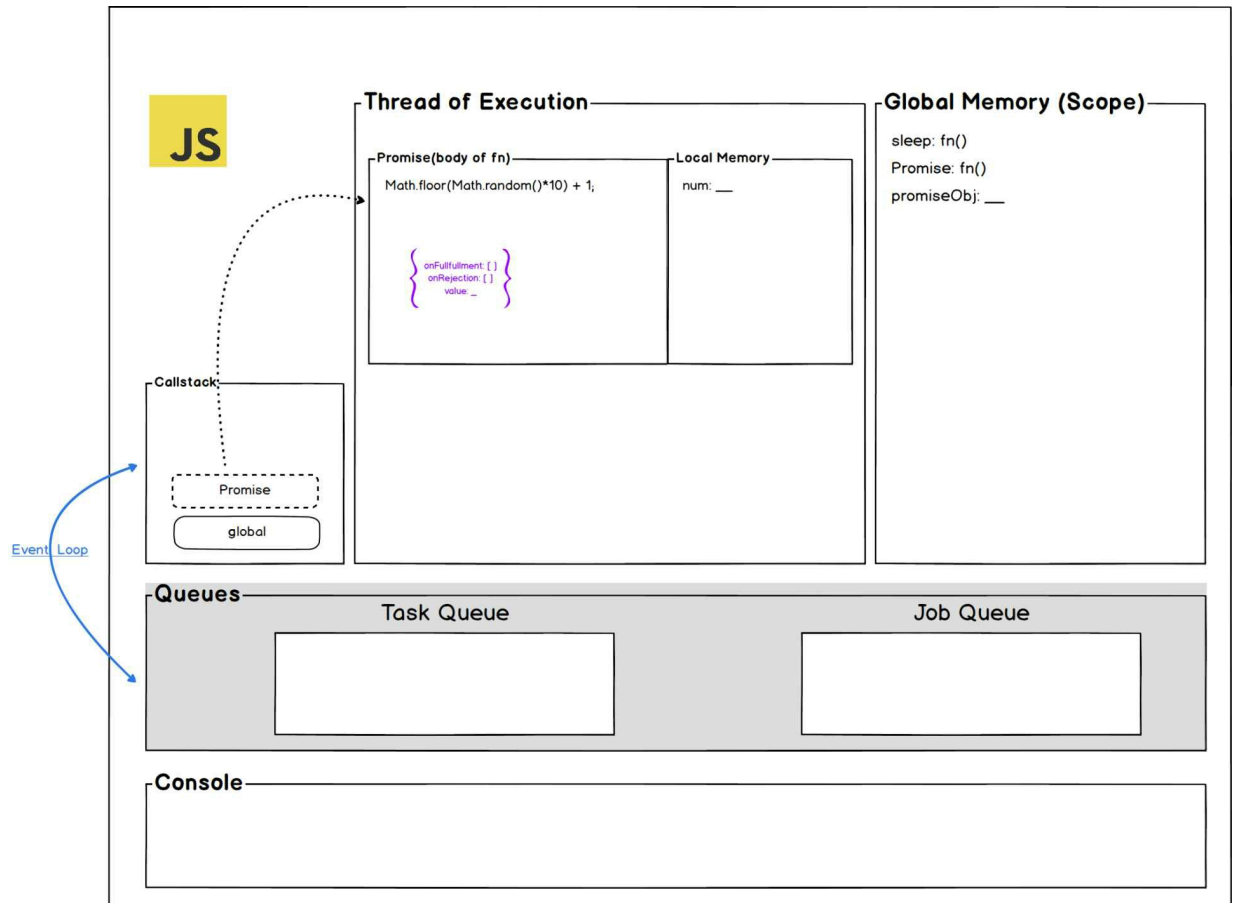 JS
Thread of Execution
Promise(body of fn)
Math.floor(Math.random()*10) + 1;
{ onFullfullment: [ ]
onRejection: [ ]
value: _ }
Local Memory
num: __
Global Memory (Scope)
sleep: fn()
Promise: fn()
promiseObj: __
Callstack
Promise
global
Event Loop
Queues
Task Queue
Job Queue
Console